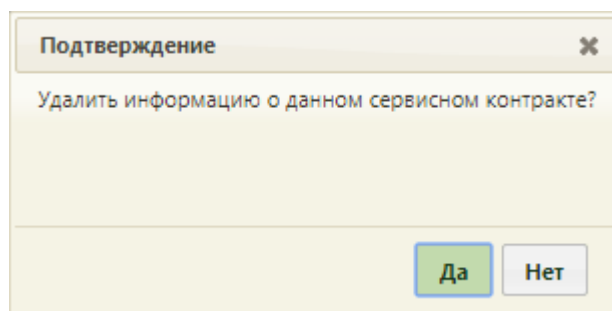 Подтверждение
Удалить информацию о данном сервисном контракте?
Да Нет